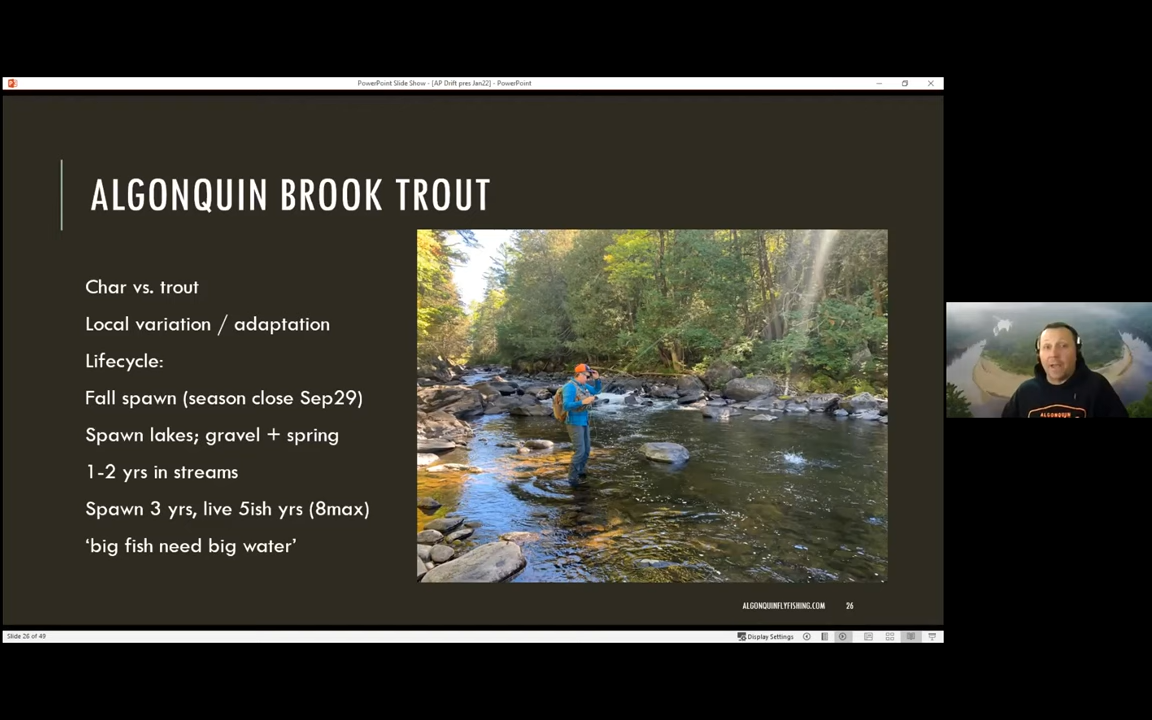 PowerPoint Slide Show - [AP Drift pres Jan22] - PowerPoint
ALGONQUIN BROOK TROUT
Char vs. trout
Local variation / adaptation
Lifecycle:
Fall spawn (season close Sep29)
Spawn lakes; gravel + spring
1-2 yrs in streams
Spawn 3 yrs, live 5ish yrs (8max)
‘big fish need big water’
ALGONQUINFLYFISHING.COM 26
Slide 26 of 49
Display Settings
ALGONQUIN